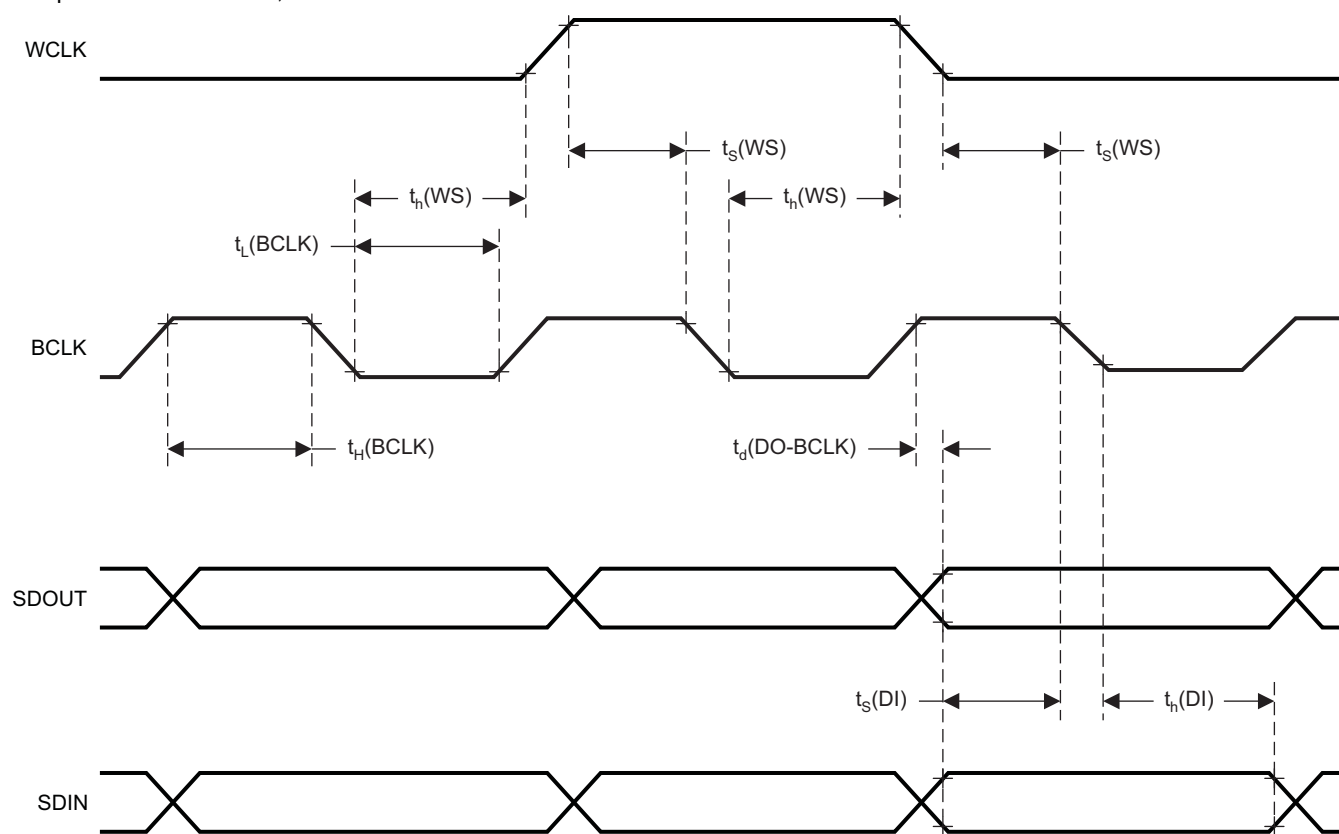 WCLK
tS(WS)
tS(WS)
th(WS)
th(WS)
tL(BCLK)
BCLK
tH(BCLK)
td(DO-BCLK)
SDOUT
tS(DI)
th(DI)
SDIN